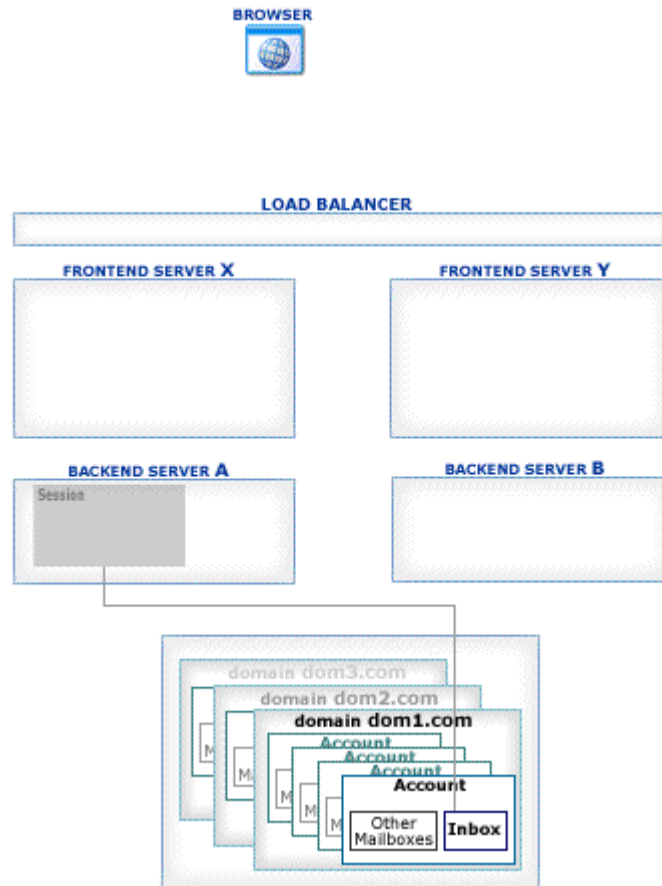 BROWSER
LOAD BALANCER
FRONTEND SERVER X
FRONTEND SERVER Y
BACKEND SERVER A
BACKEND SERVER B
Session
domain dom3.com
domain dom2.com
domain dom1.com
Account
Account
Account
Account
M
M
M
M
M
Other
Mailboxes
Inbox